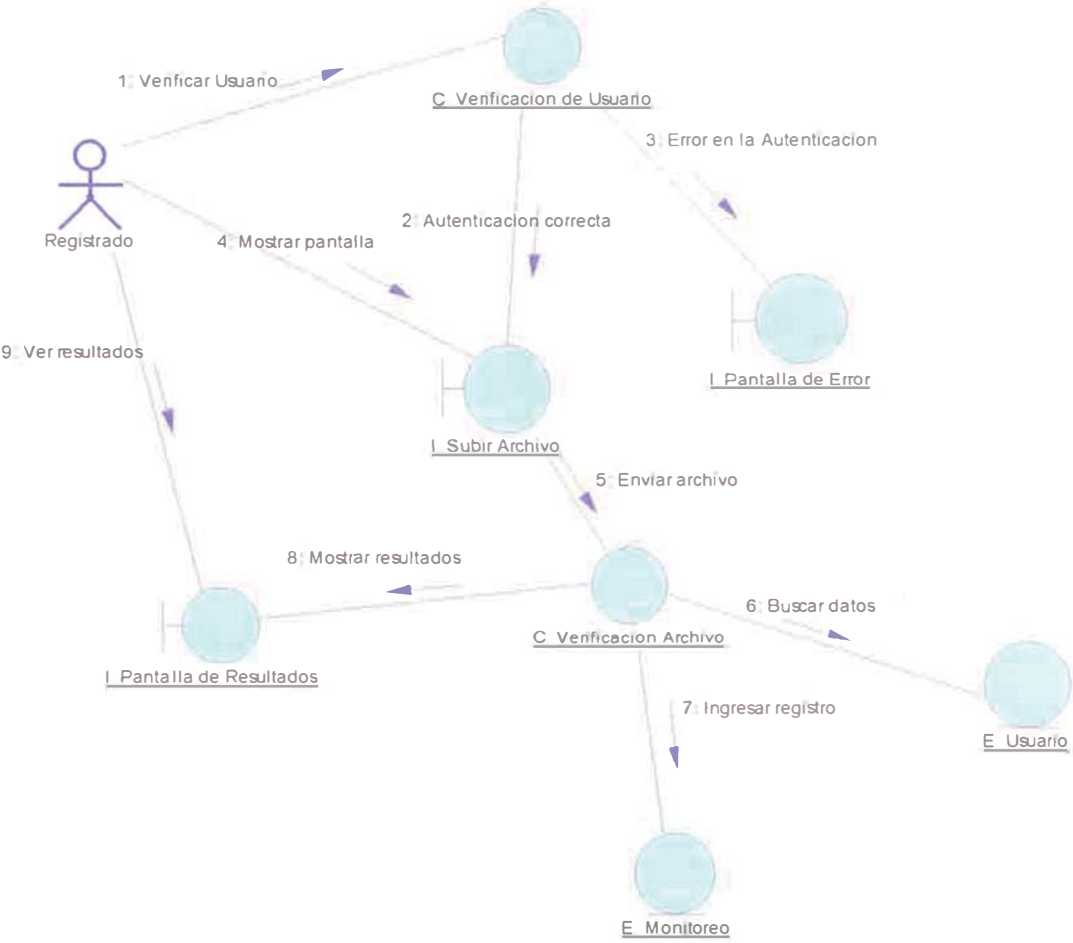 1: Verificar Usuario
C_Verificacion de Usuario
3: Error en la Autenticacion
2: Autenticacion correcta
Registrado
4: Mostrar pantalla
9: Ver resultados
I_Pantalla de Error
I_Subir Archivo
5: Enviar archivo
8: Mostrar resultados
6: Buscar datos
C_Verificacion Archivo
I_Pantalla de Resultados
7: Ingresar registro
E_Usuario
E_Monitoreo